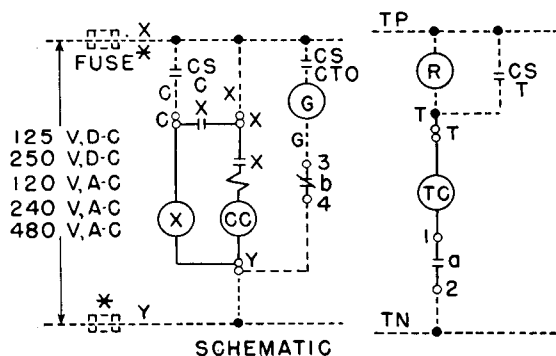 X
FUSE *
CS
C
X
C
X
X
X
CS
CTO
G
G
3
b
4
125 V, D-C
250 V, D-C
120 V, A-C
240 V, A-C
480 V, A-C
X
CC
Y
* Y
SCHEMATIC
TP
R
CS
T
T
T
TC
1
a
2
TN